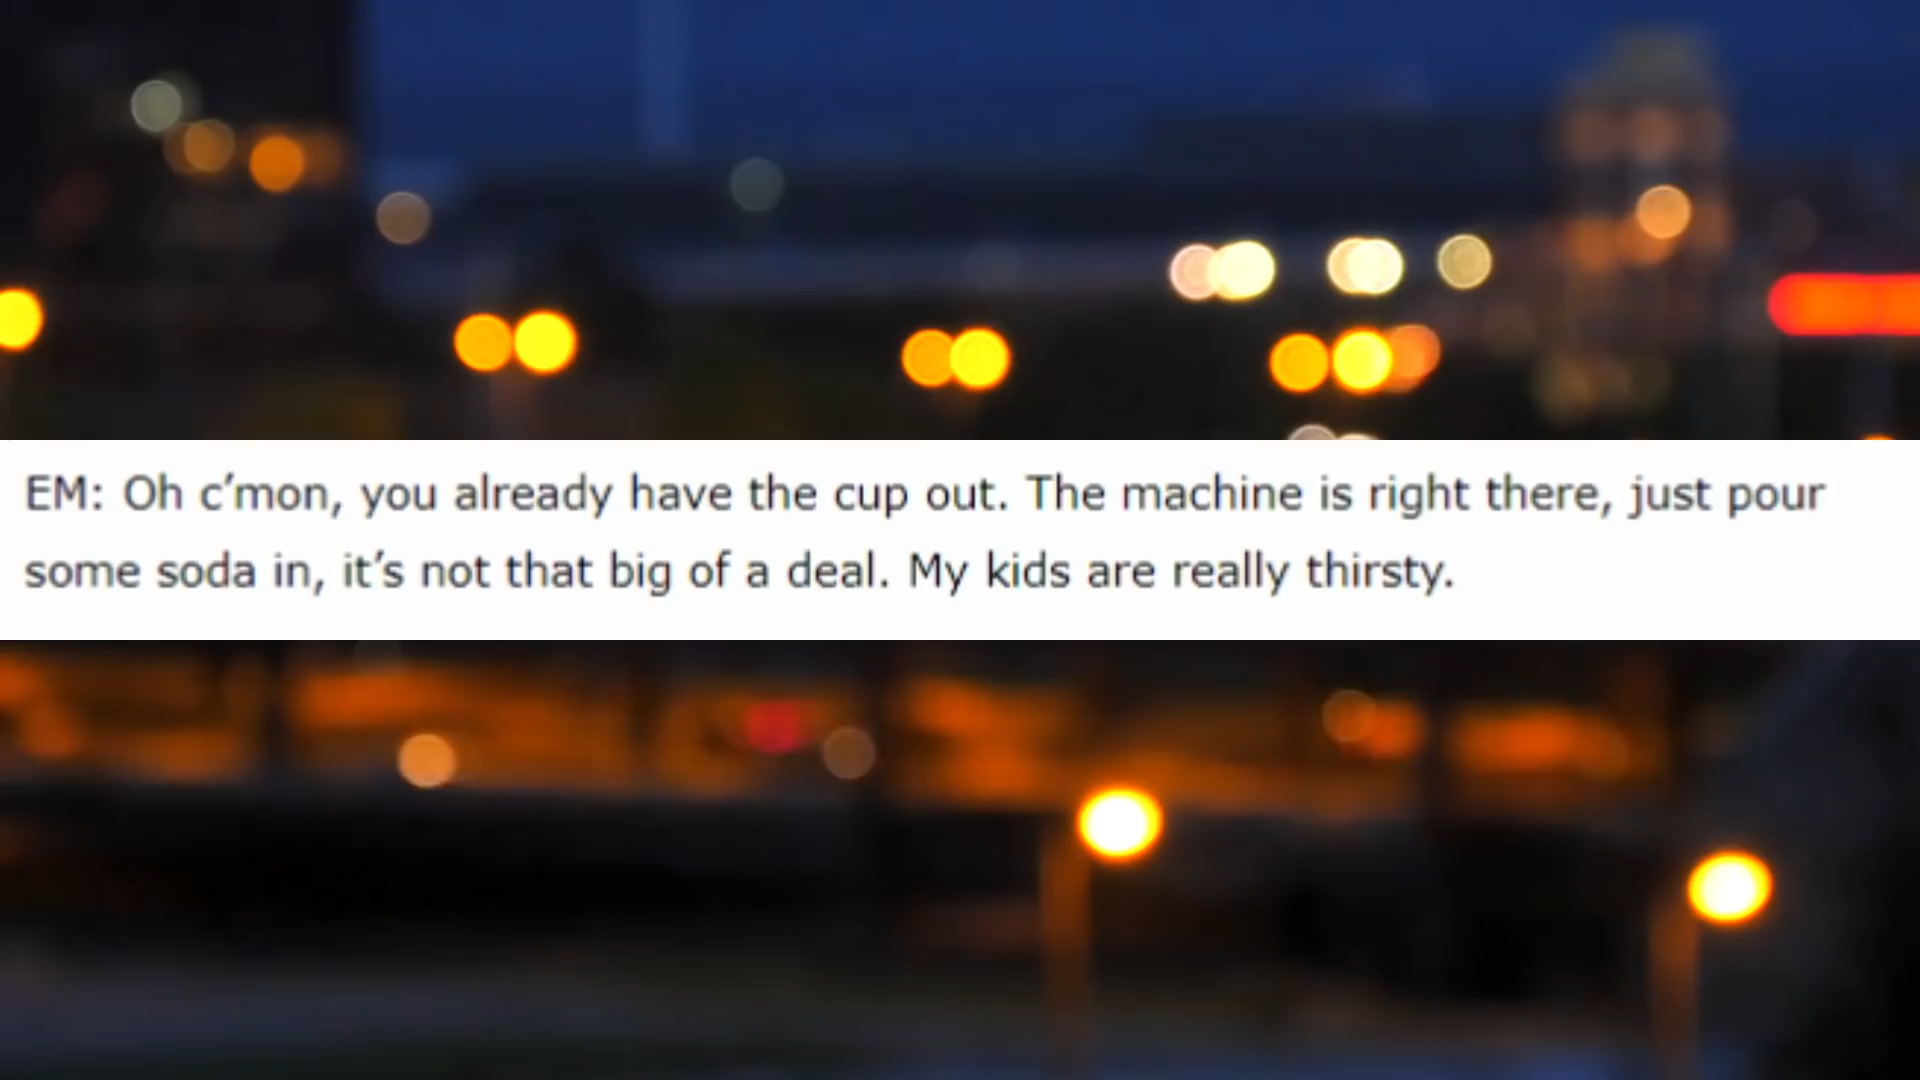 EM: Oh c’mon, you already have the cup out. The machine is right there, just pour
some soda in, it’s not that big of a deal. My kids are really thirsty.